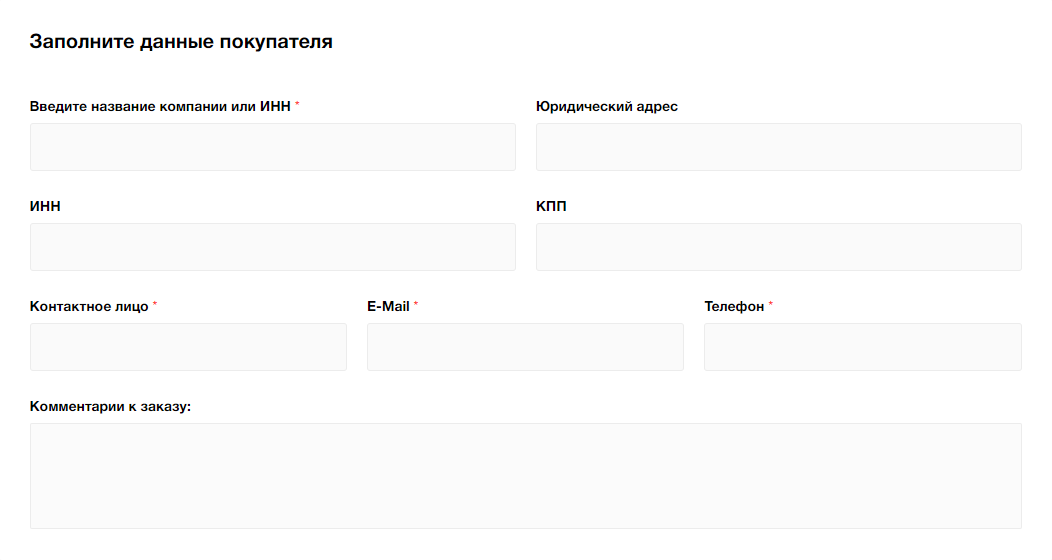 Заполните данные покупателя
Введите название компании или ИНН *
Юридический адрес
ИНН
КПП
Контактное лицо *
E-Mail *
Телефон *
Комментарии к заказу: